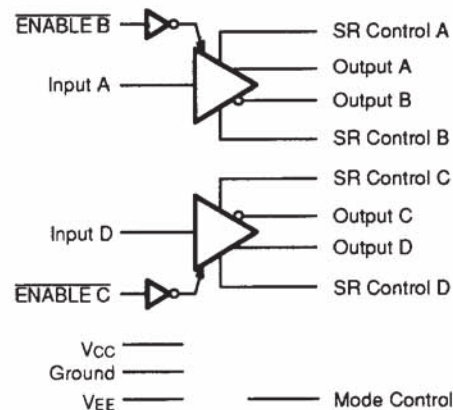 ENABLE B
SR Control A
Output A
Input A
Output B
SR Control B
SR Control C
Output C
Input D
Output D
ENABLE C
SR Control D
VCC
Ground
VEE
Mode Control